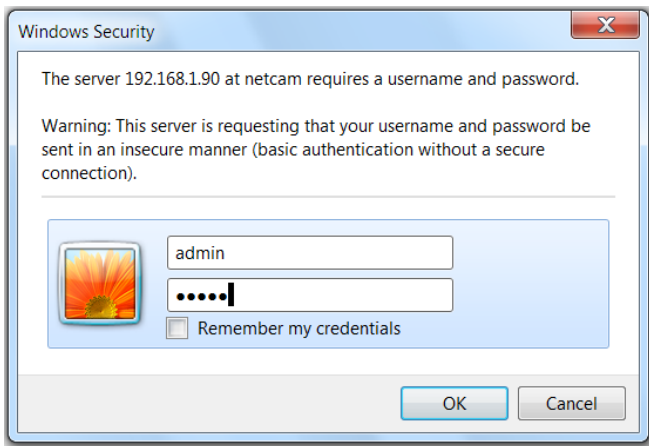 Windows Security
The server 192.168.1.90 at netcam requires a username and password.
Warning: This server is requesting that your username and password be
sent in an insecure manner (basic authentication without a secure
connection).
admin
•••••
Remember my credentials
OK Cancel